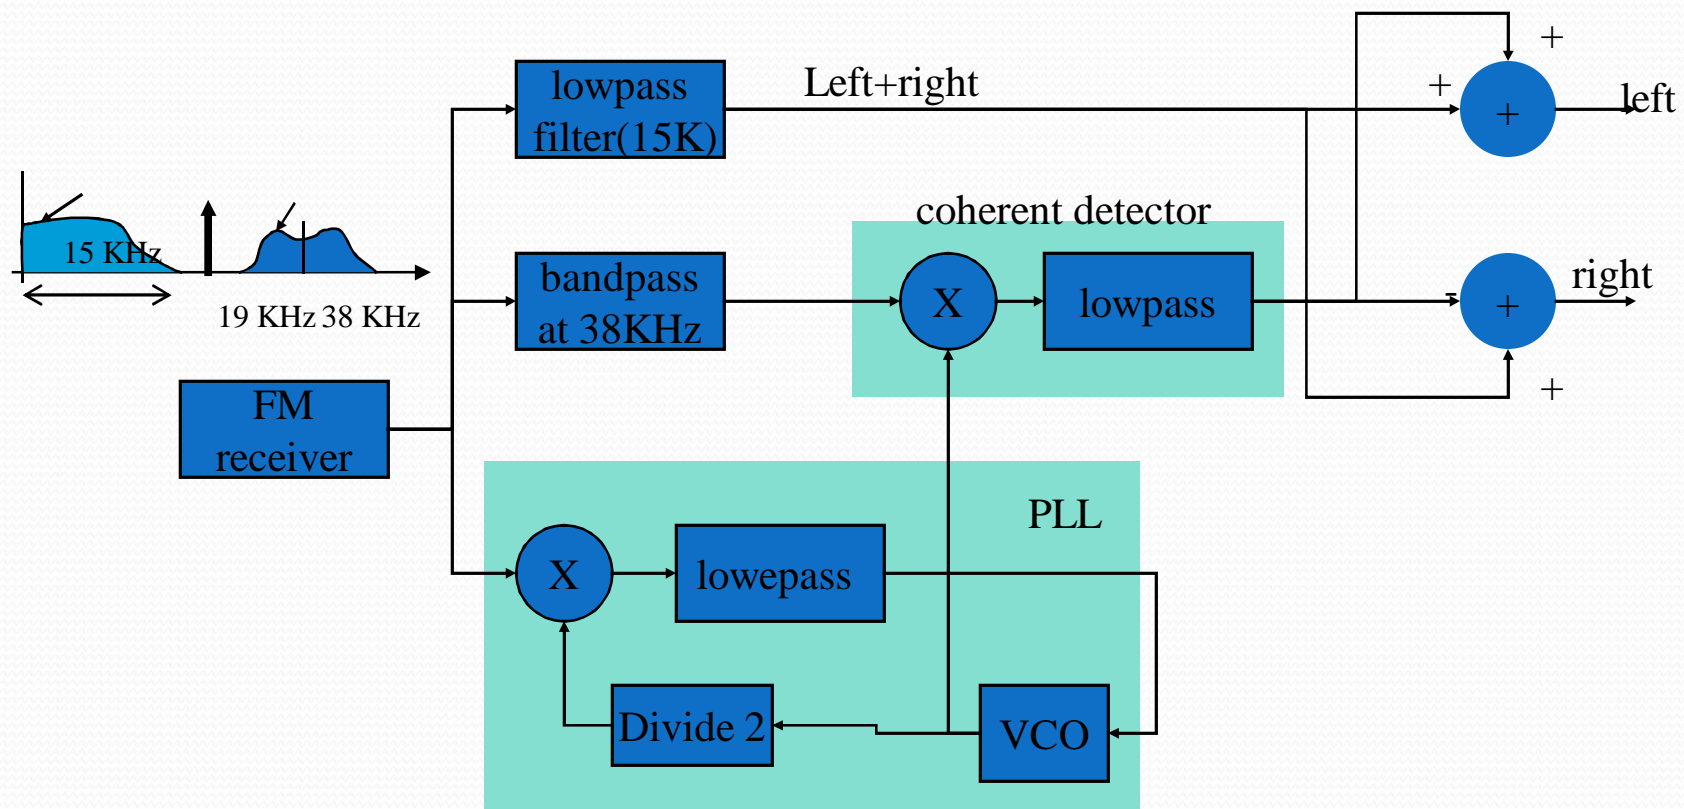 +
lowpass
filter(15K)
Left+right
+
+
left
coherent detector
15 KHz
19 KHz 38 KHz
bandpass
at 38KHz
X
lowpass
-
+
right
+
FM
receiver
PLL
X
lowepass
Divide 2
VCO